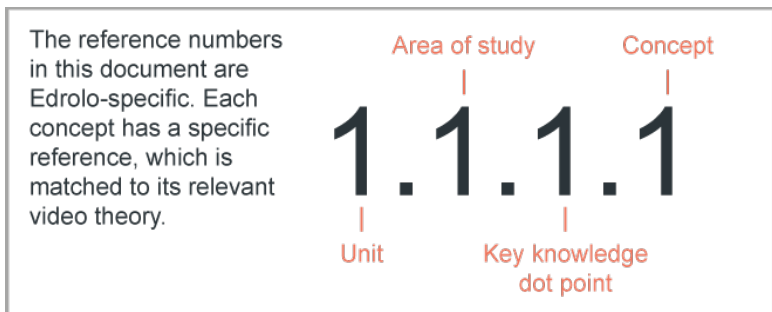 The reference numbers
in this document are
Edrolo-specific. Each
concept has a specific
reference, which is
matched to its relevant
video theory.
Area of study
Concept
1.1.1.1
Unit
Key knowledge
dot point